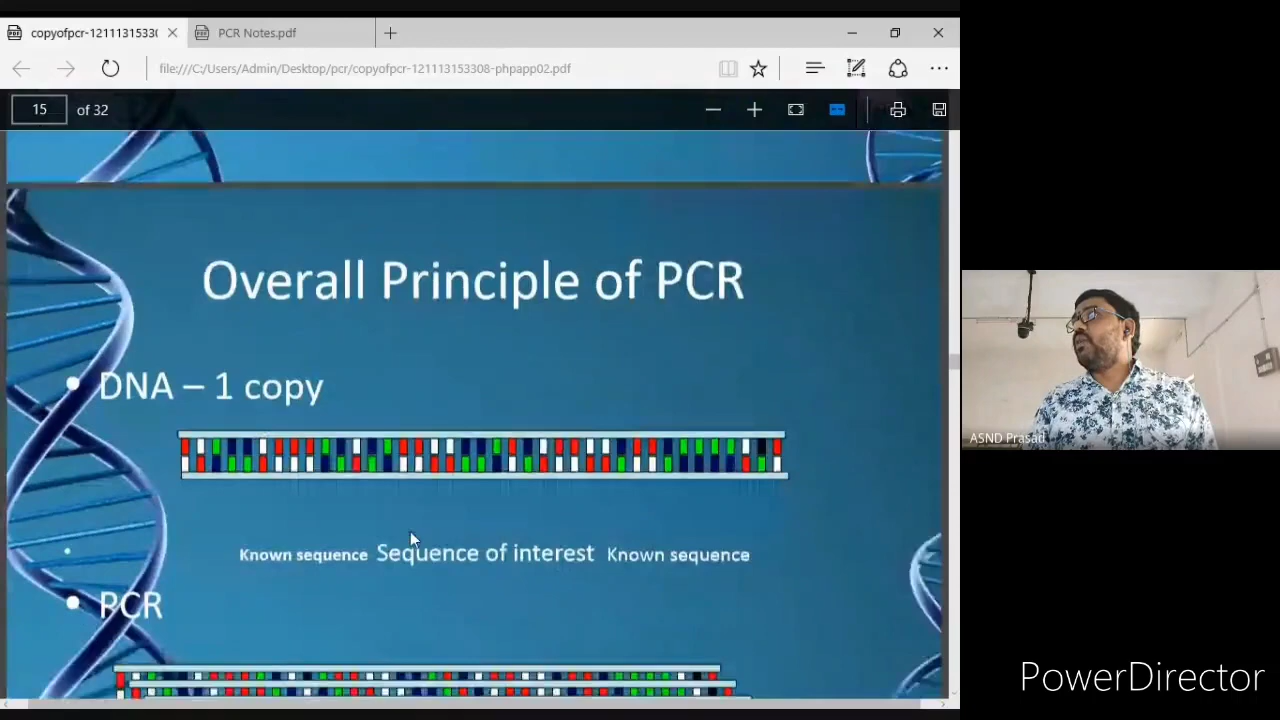 copyofpcr-1211131533
PCR Notes.pdf
file:///C:/Users/Admin/Desktop/pcr/copyofpcr-121113153308-phpapp02.pdf
15 of 32
Overall Principle of PCR
• DNA – 1 copy
• Known sequence Sequence of interest Known sequence
• PCR
ASND Prasad
PowerDirector